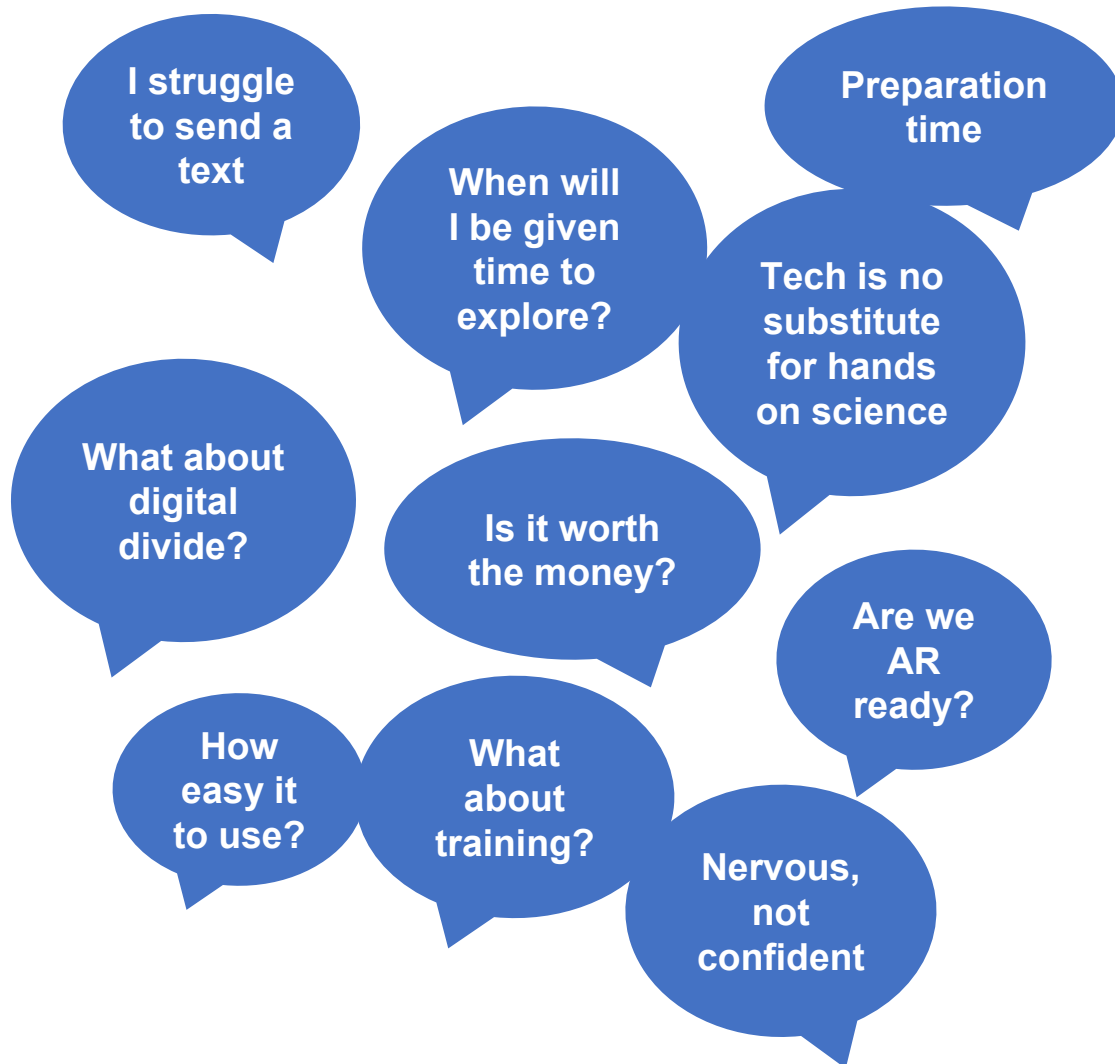 I struggle
to send a
text
Preparation
time
When will
I be given
time to
explore?
Tech is no
substitute
for hands
on science
What about
digital
divide?
Is it worth
the money?
Are we
AR
ready?
How
easy it
to use?
What
about
training?
Nervous,
not
confident